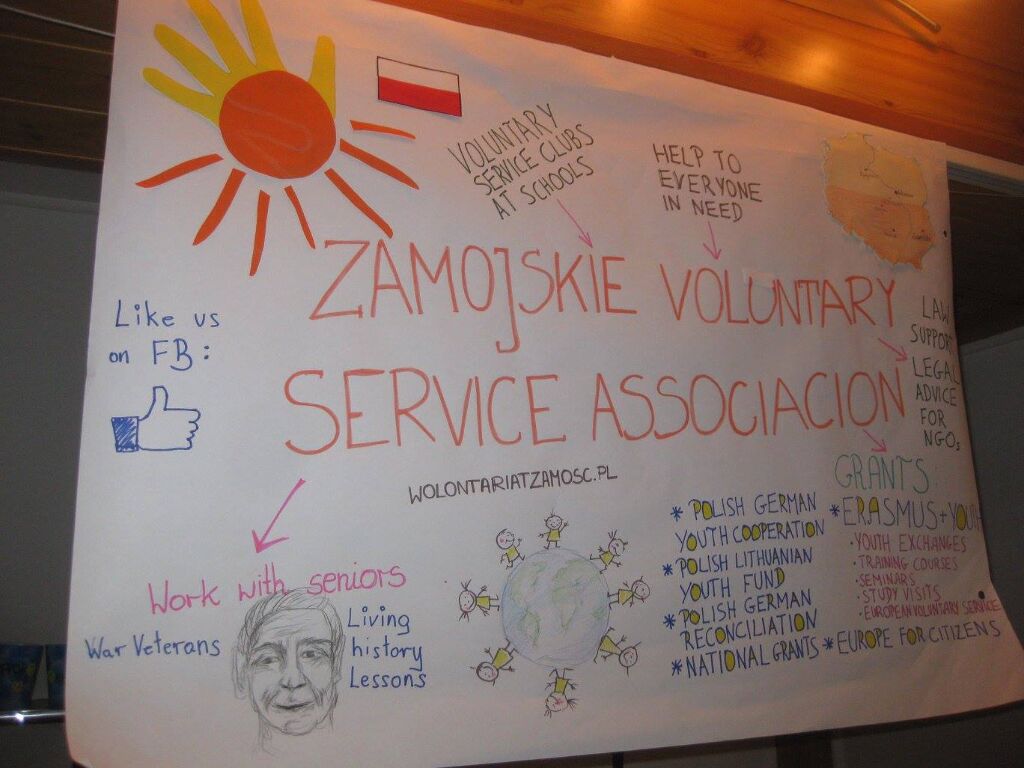 VOLUNTARY
SERVICE CLUBS
AT SCHOOLS
HELP TO
EVERYONE
IN NEED
ZAMOJSKIE VOLUNTARY
SERVICE ASSOCIACION
Like us
on FB:
LAW
SUPPORT
LEGAL
ADVICE
FOR
NGOs
WOLONTARIATZAMOSC.PL
Work with seniors
War Veterans
Living
history
Lessons
* POLISH GERMAN
YOUTH COOPERATION
* POLISH LITHUANIAN
YOUTH FUND
* POLISH GERMAN
RECONCILIATION
* NATIONAL GRANTS
GRANTS:
* ERASMUS+ YOUTH
• YOUTH EXCHANGES
• TRAINING COURSES
• SEMINARS
• STUDY VISITS
• EUROPEAN VOLUNTARY SERVICE
* EUROPE FOR CITIZENS